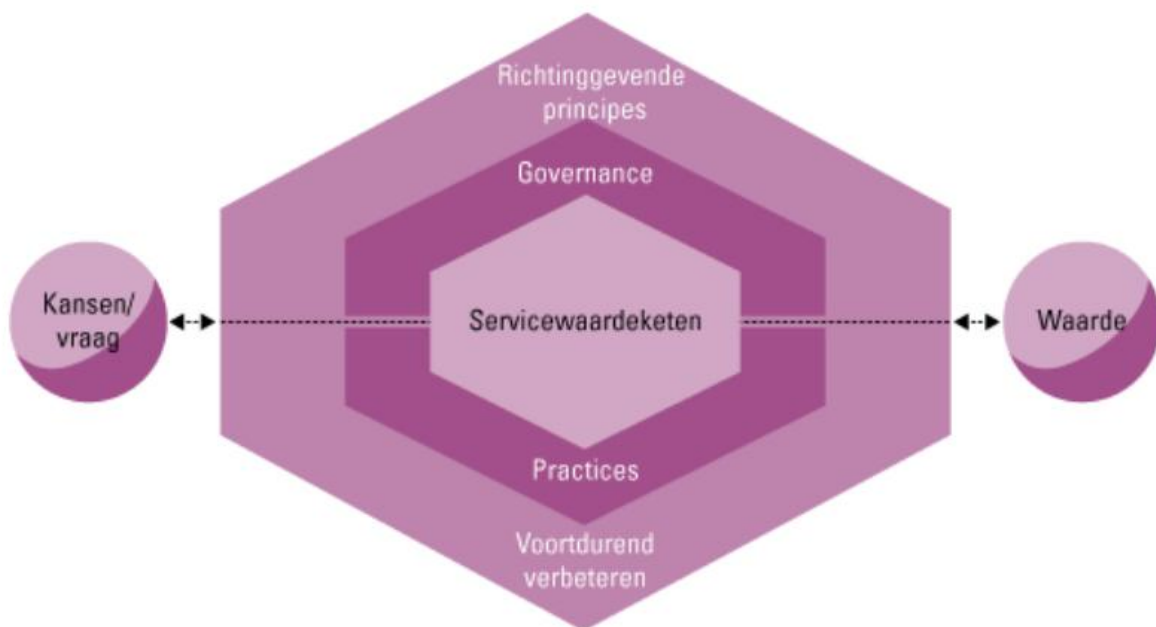 Richtinggevende
principes
Governance
Kansen/
vraag
Servicewaardeketen
Waarde
Practices
Voortdurend
verbeteren